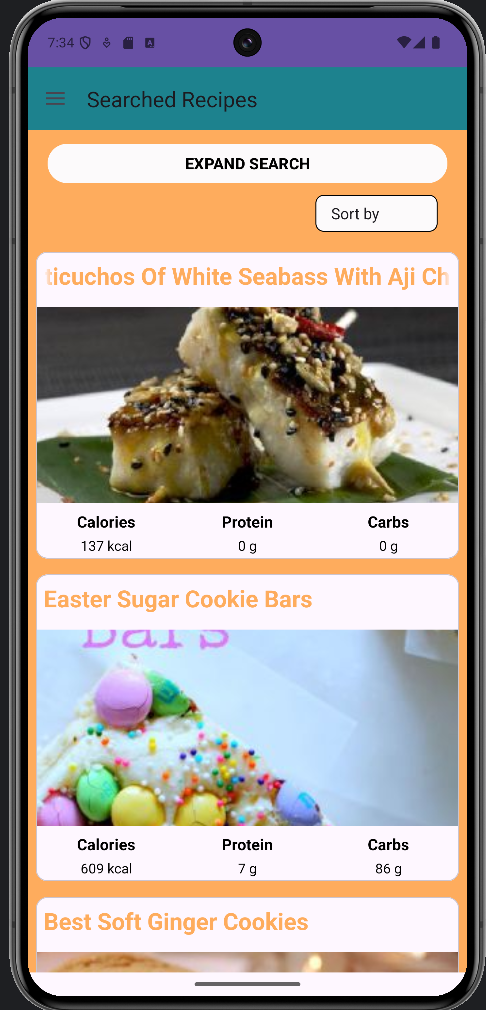 7:34
Searched Recipes
EXPAND SEARCH
Sort by
ticuchos Of White Seabass With Aji Ch
Calories Protein Carbs
137 kcal 0 g 0 g
Easter Sugar Cookie Bars
Bars
Calories Protein Carbs
609 kcal 7 g 86 g
Best Soft Ginger Cookies